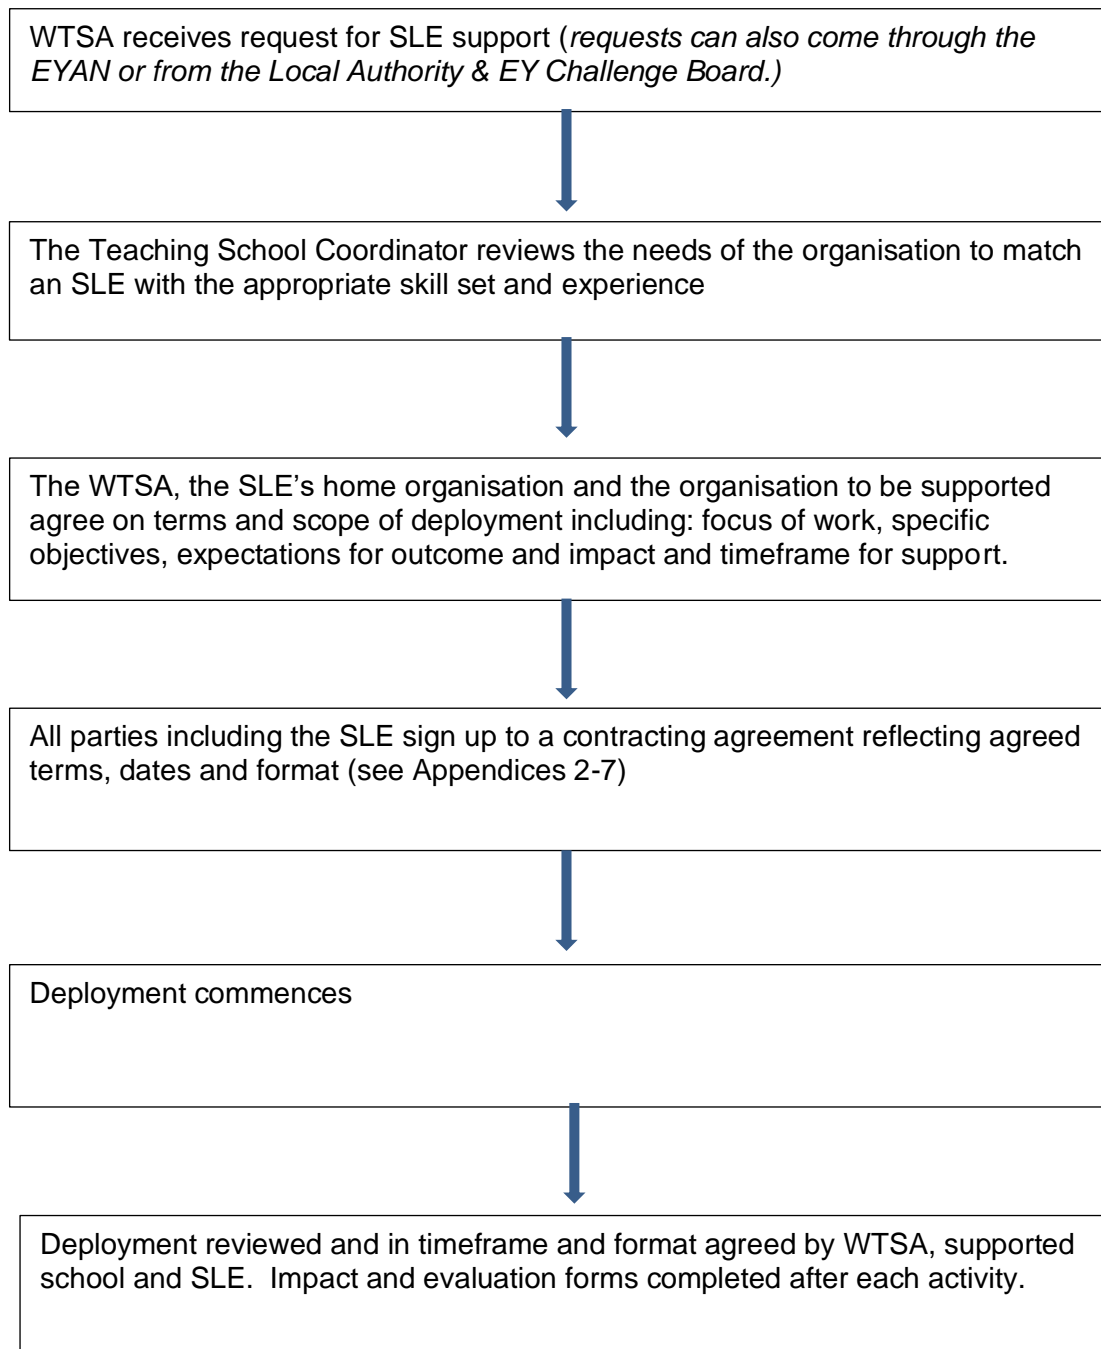 WTSA receives request for SLE support (requests can also come through the
EYAN or from the Local Authority & EY Challenge Board.)
The Teaching School Coordinator reviews the needs of the organisation to match
an SLE with the appropriate skill set and experience
The WTSA, the SLE’s home organisation and the organisation to be supported
agree on terms and scope of deployment including: focus of work, specific
objectives, expectations for outcome and impact and timeframe for support.
All parties including the SLE sign up to a contracting agreement reflecting agreed
terms, dates and format (see Appendices 2-7)
Deployment commences
Deployment reviewed and in timeframe and format agreed by WTSA, supported
school and SLE.  Impact and evaluation forms completed after each activity.